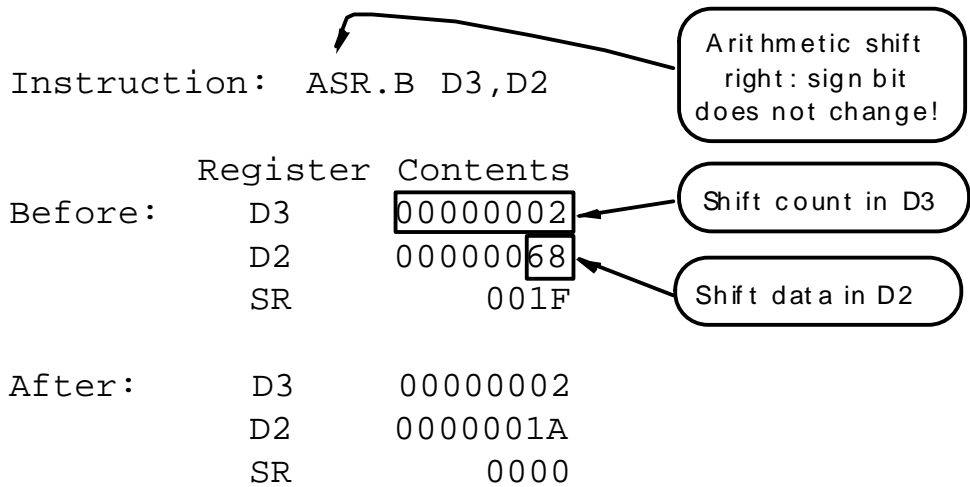 Arithmetic shift
right: sign bit
does not change!
Instruction: ASR.B D3,D2
Register Contents
Before: D3 00000002
Shift count in D3
D2 00000068
Shift data in D2
SR 001F
After: D3 00000002
D2 0000001A
SR 0000